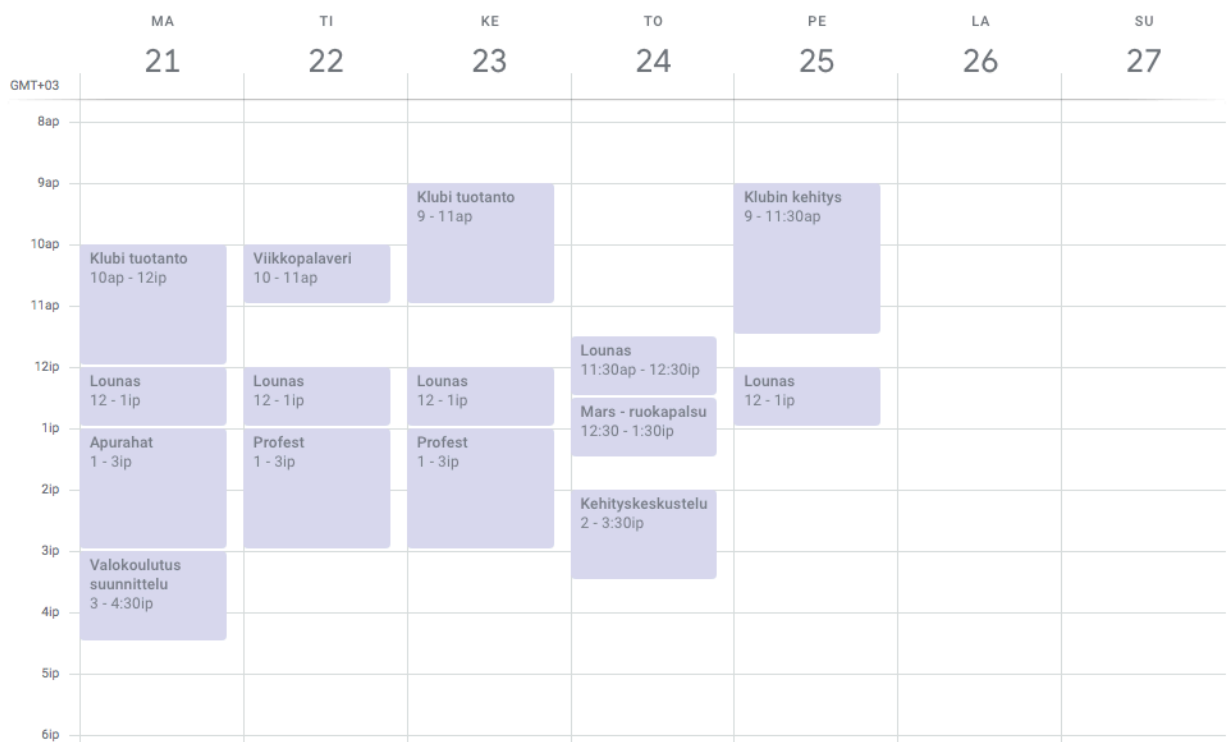 MA
TI
KE
TO
PE
LA
SU
21
22
23
24
25
26
27
GMT+03
8ap
9ap
10ap
11ap
12ip
1ip
2ip
3ip
4ip
5ip
6ip
Klubi tuotanto
10ap - 12ip
Lounas
12 - 1ip
Apurahat
1 - 3ip
Valokoulutus
suunnittelu
3 - 4:30ip
Viikkopalaveri
10 - 11ap
Lounas
12 - 1ip
Profest
1 - 3ip
Klubi tuotanto
9 - 11ap
Lounas
12 - 1ip
Profest
1 - 3ip
Lounas
11:30ap - 12:30ip
Mars - ruokapalsu
12:30 - 1:30ip
Kehityskeskustelu
2 - 3:30ip
Klubin kehitys
9 - 11:30ap
Lounas
12 - 1ip